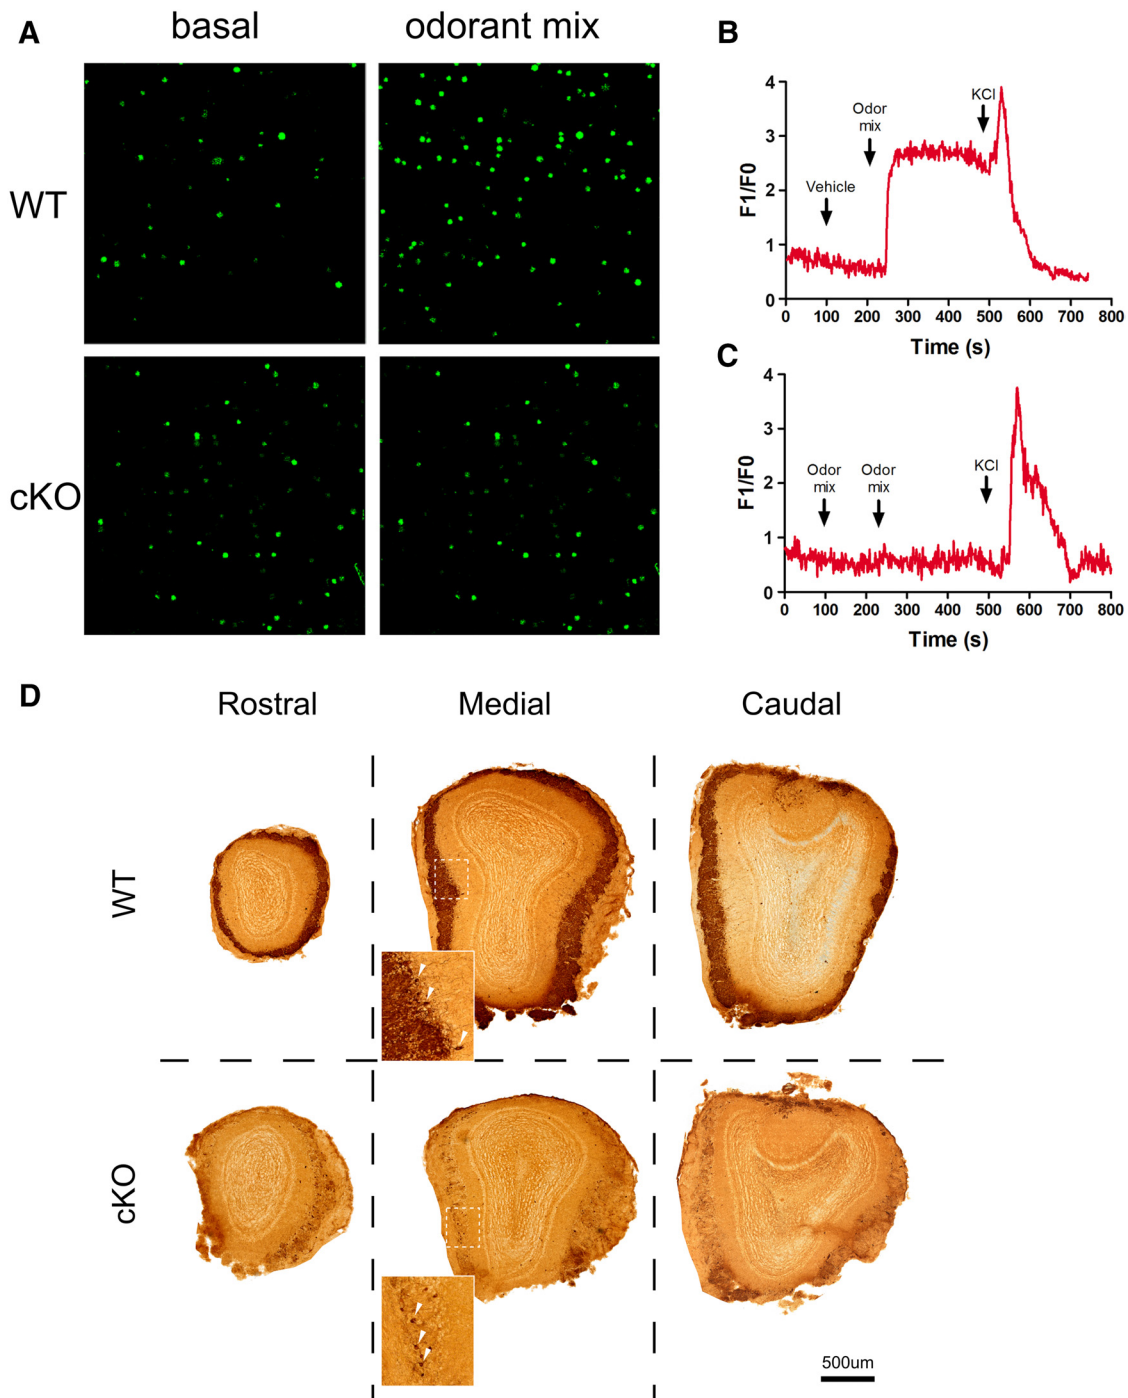 A
basal
odorant mix
WT
cKO
B
4
3
2
1
0
F1/F0
Vehicle
Odor
mix
KCl
0 100 200 300 400 500 600 700 800
Time (s)
C
4
3
2
1
0
F1/F0
Odor
mix
Odor
mix
KCl
0 100 200 300 400 500 600 700 800
Time (s)
D
Rostral
Medial
Caudal
WT
cKO
500um